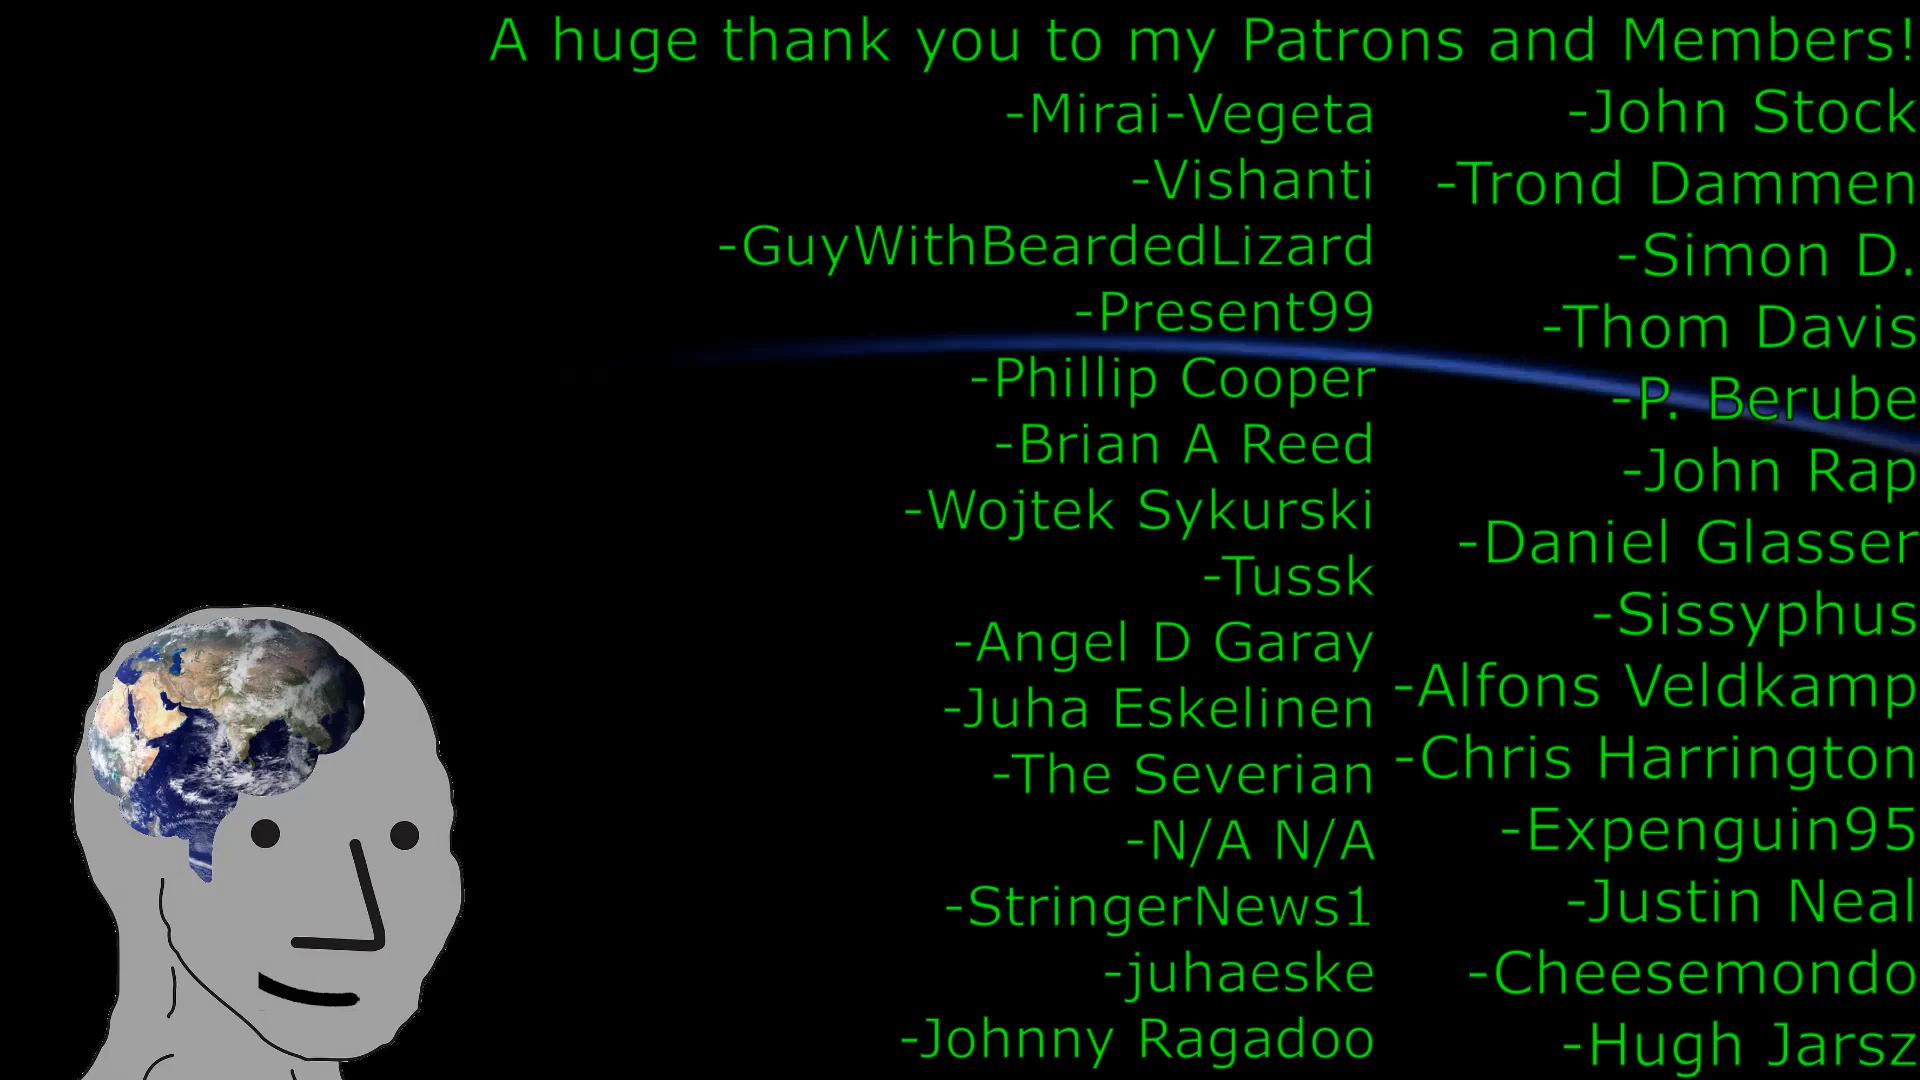 A huge thank you to my Patrons and Members!
-Mirai-Vegeta
-Vishanti
-GuyWithBeardedLizard
-Present99
-Phillip Cooper
-Brian A Reed
-Wojtek Sykurski
-Tussk
-Angel D Garay
-Juha Eskelinen
-The Severian
-N/A N/A
-StringerNews1
-juhaeske
-Johnny Ragadoo
-John Stock
-Trond Dammen
-Simon D.
-Thom Davis
-P. Berube
-John Rap
-Daniel Glasser
-Sissyphus
-Alfons Veldkamp
-Chris Harrington
-Expenguin95
-Justin Neal
-Cheesemondo
-Hugh Jarsz